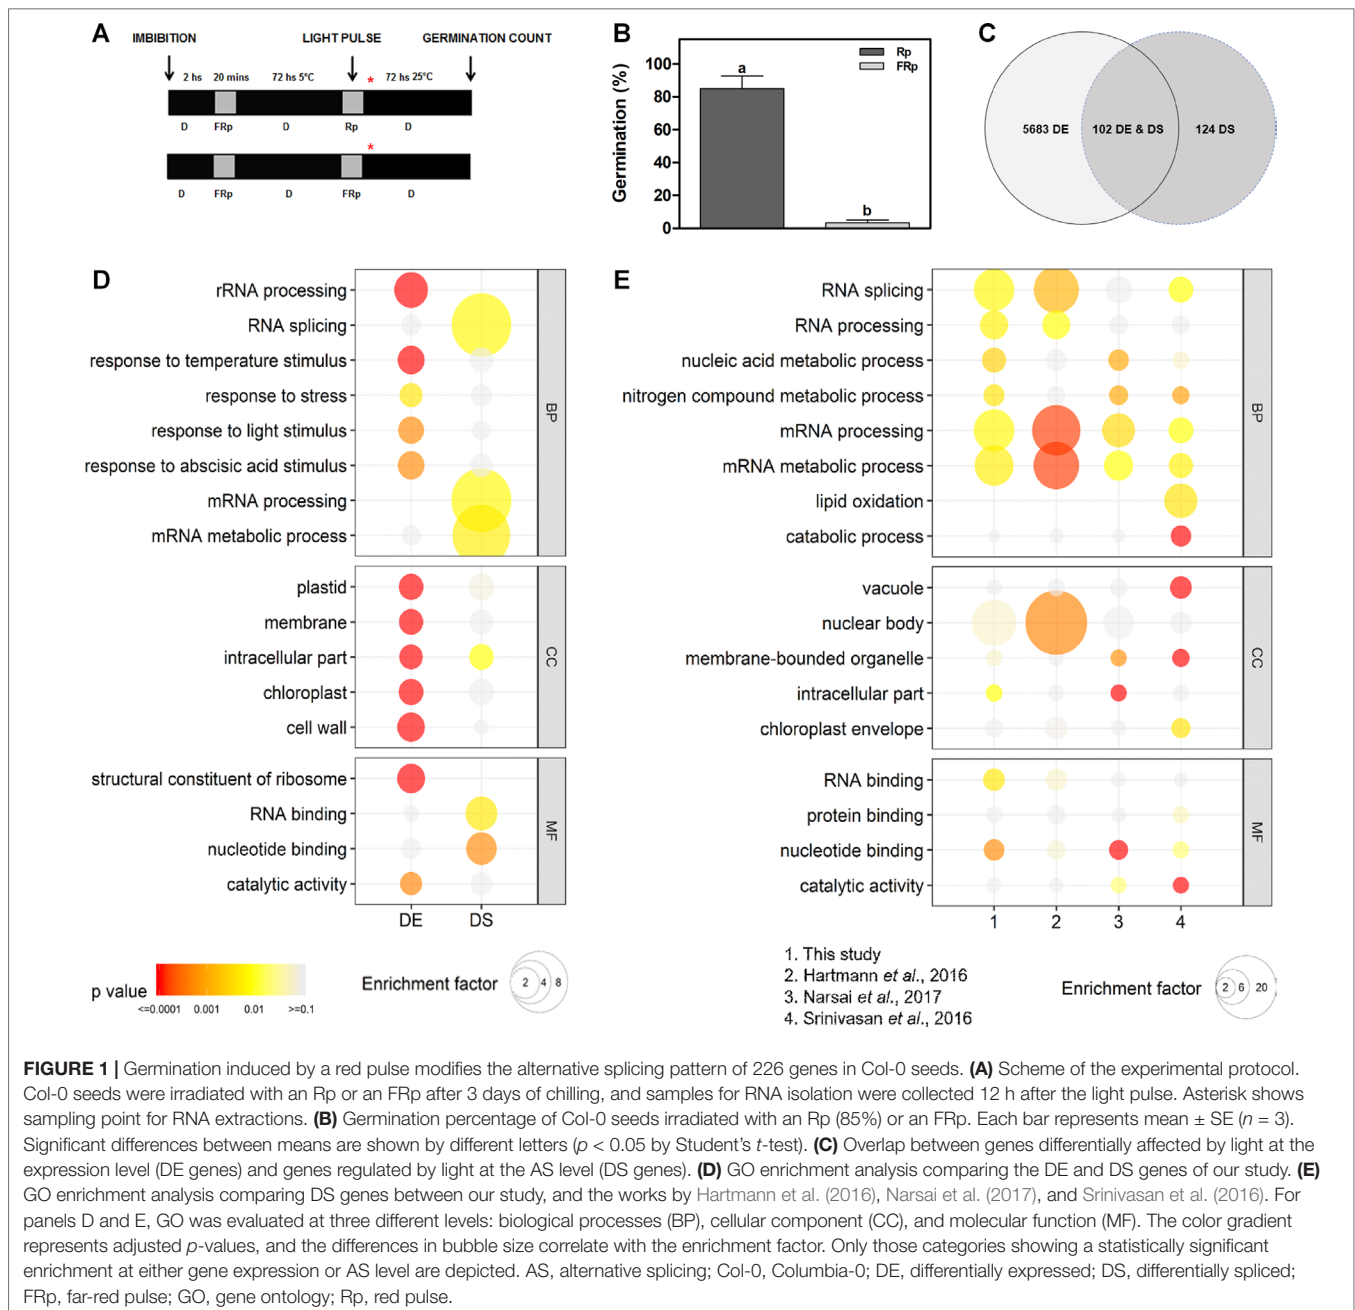 A
IMBIBITION
LIGHT PULSE
GERMINATION COUNT
2 hs
20 mins
72 hs 5°C
*
72 hs 25°C
D
FRp
D
Rp
D
*
D
FRp
D
FRp
D
B
Germination (%)
100
80
60
40
20
0
a
b
Rp
FRp
C
5683 DE
102 DE & DS
124 DS
D
rRNA processing
RNA splicing
response to temperature stimulus
response to stress
response to light stimulus
response to abscisic acid stimulus
mRNA processing
mRNA metabolic process
BP
plastid
membrane
intracellular part
chloroplast
cell wall
CC
structural constituent of ribosome
RNA binding
nucleotide binding
catalytic activity
MF
DE
DS
p value
<=0.0001
0.001
0.01
>=0.1
Enrichment factor
2
4
8
E
RNA splicing
RNA processing
nucleic acid metabolic process
nitrogen compound metabolic process
mRNA processing
mRNA metabolic process
lipid oxidation
catabolic process
BP
vacuole
nuclear body
membrane-bounded organelle
intracellular part
chloroplast envelope
CC
RNA binding
protein binding
nucleotide binding
catalytic activity
MF
1
2
3
4
1. This study
2. Hartmann et al., 2016
3. Narsai et al., 2017
4. Srinivasan et al., 2016
Enrichment factor
2
6
20
FIGURE 1 | Germination induced by a red pulse modifies the alternative splicing pattern of 226 genes in Col-0 seeds. (A) Scheme of the experimental protocol.
Col-0 seeds were irradiated with an Rp or an FRp after 3 days of chilling, and samples for RNA isolation were collected 12 h after the light pulse. Asterisk shows
sampling point for RNA extractions. (B) Germination percentage of Col-0 seeds irradiated with an Rp (85%) or an FRp. Each bar represents mean ± SE (n = 3).
Significant differences between means are shown by different letters (p < 0.05 by Student's t-test). (C) Overlap between genes differentially affected by light at the
expression level (DE genes) and genes regulated by light at the AS level (DS genes). (D) GO enrichment analysis comparing the DE and DS genes of our study. (E)
GO enrichment analysis comparing DS genes between our study, and the works by Hartmann et al. (2016), Narsai et al. (2017), and Srinivasan et al. (2016). For
panels D and E, GO was evaluated at three different levels: biological processes (BP), cellular component (CC), and molecular function (MF). The color gradient
represents adjusted p-values, and the differences in bubble size correlate with the enrichment factor. Only those categories showing a statistically significant
enrichment at either gene expression or AS level are depicted. AS, alternative splicing; Col-0, Columbia-0; DE, differentially expressed; DS, differentially spliced;
FRp, far-red pulse; GO, gene ontology; Rp, red pulse.